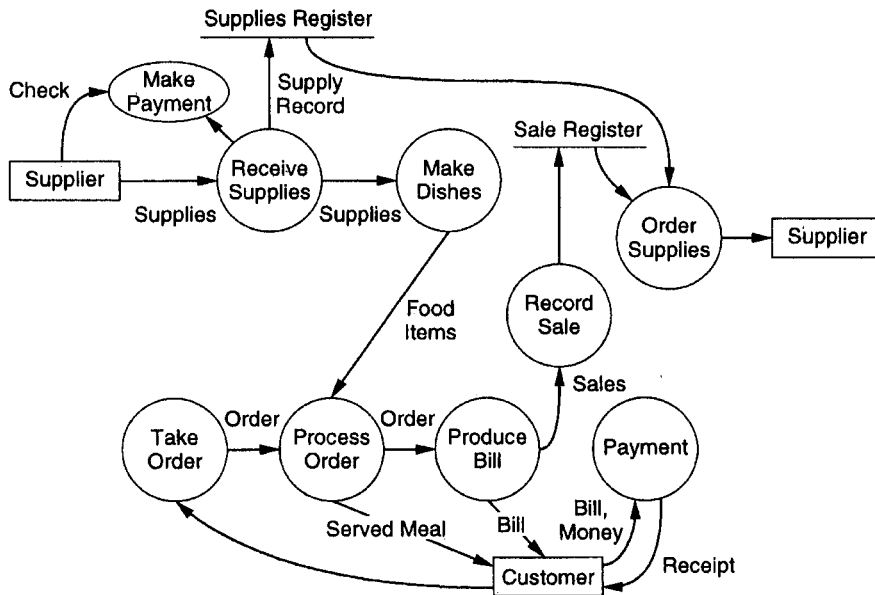 Supplies Register
Check
Make
Payment
Supply
Record
Sale Register
Supplier
Receive
Supplies
Make
Dishes
Supplies
Supplies
Order
Supplies
Supplier
Food
Items
Record
Sale
Sales
Order
Order
Take
Order
Process
Order
Produce
Bill
Payment
Served Meal
Bill
Bill,
Money
Receipt
Customer